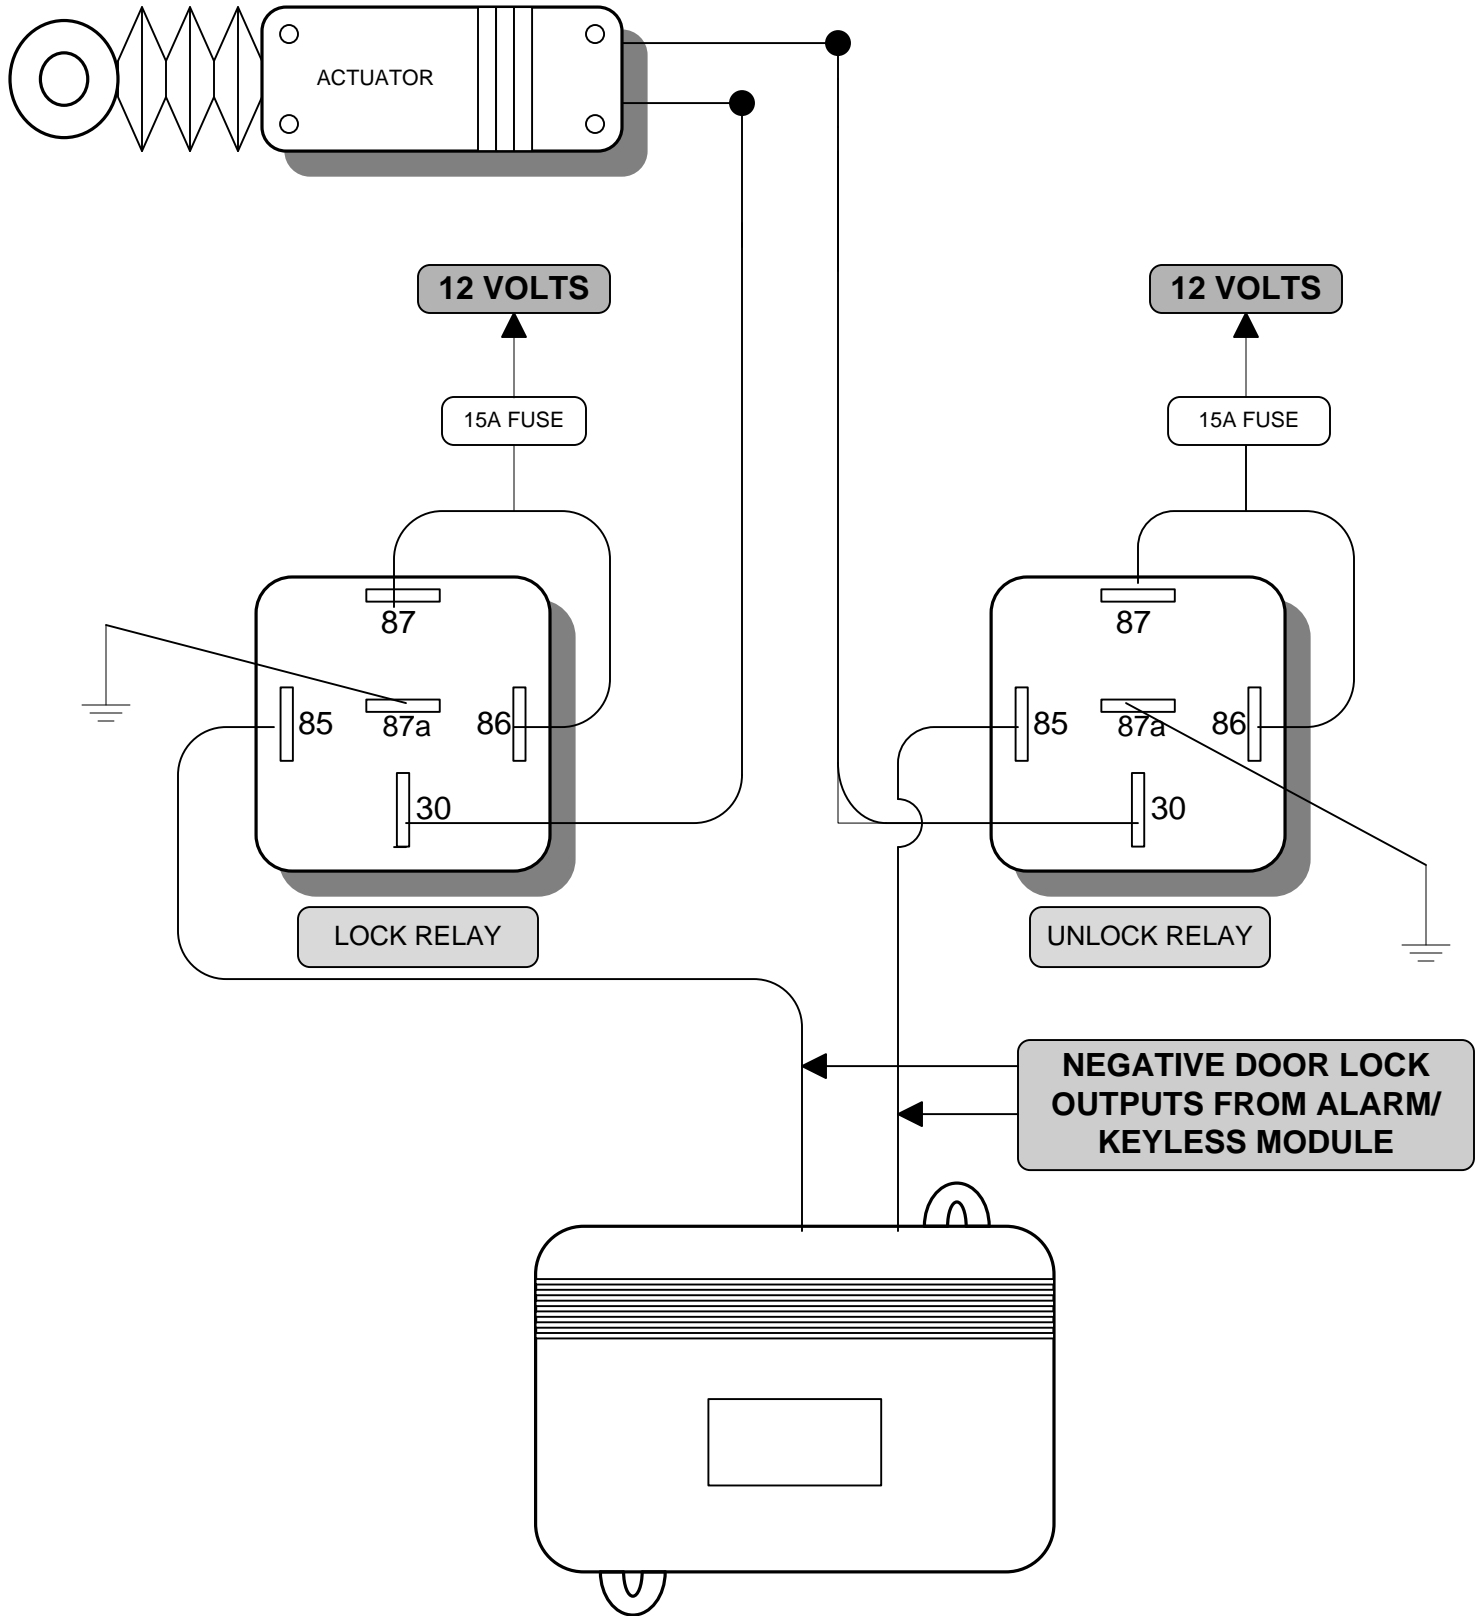 ACTUATOR
12 VOLTS
12 VOLTS
15A FUSE
15A FUSE
87
85
87a
86
30
87
85
87a
86
30
LOCK RELAY
UNLOCK RELAY
NEGATIVE DOOR LOCK
OUTPUTS FROM ALARM/
KEYLESS MODULE